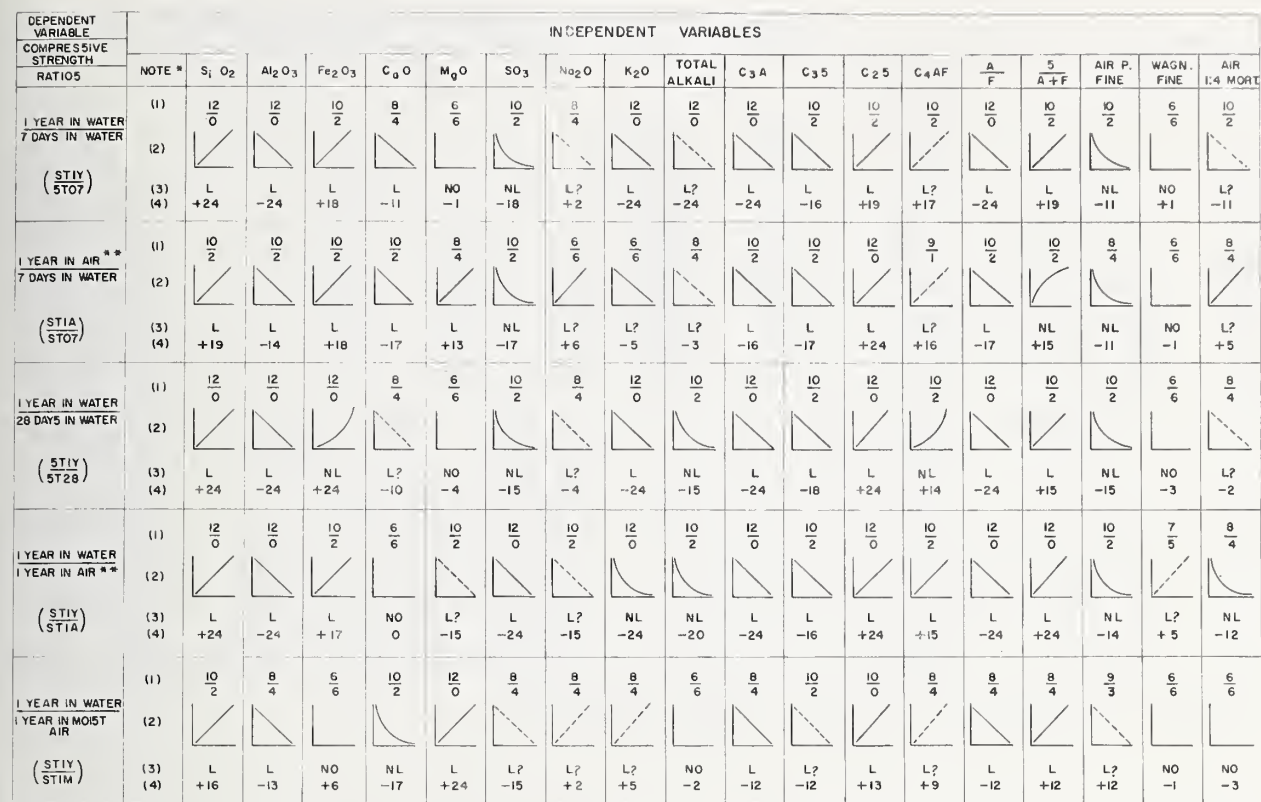 DEPENDENT VARIABLE
INDEPENDENT VARIABLES
COMPRESSIVE STRENGTH
RATIOS NOTE * Si O2 Al2O3 Fe2O3 CaO MgO SO3 Na2O K2O TOTAL ALKALI C3A C3S C2S C4AF A/F S/A+F AIR P. FINE WAGN. FINE AIR 1:4 MORT.
1 YEAR IN WATER
7 DAYS IN WATER
(ST1Y/ST07)
(1) 12/0 12/0 10/2 8/4 6/6 10/2 8/4 12/0 12/0 12/0 10/2 10/2 10/2 12/0 10/2 10/2 6/6 10/2
(2)
(3) L L L L NO NL L? L L? L L L L? L L NL NO L?
(4) +24 -24 +18 -11 -1 -18 +2 -24 -24 -24 -16 +19 +17 -24 +19 -11 +1 -11
1 YEAR IN AIR **
7 DAYS IN WATER
(ST1A/ST07)
(1) 10/2 10/2 10/2 10/2 8/4 10/2 6/6 6/6 8/4 10/2 10/2 12/0 9/1 10/2 10/2 8/4 6/6 8/4
(2)
(3) L L L L L NL L? L? L? L L L L? L NL NL NO L?
(4) +19 -14 +18 -17 +13 -17 +6 -5 -3 -16 -17 +24 +16 -17 +15 -11 -1 +5
1 YEAR IN WATER
28 DAYS IN WATER
(ST1Y/ST28)
(1) 12/0 12/0 12/0 8/4 6/6 10/2 8/4 12/0 10/2 12/0 10/2 12/0 10/2 12/0 10/2 10/2 6/6 8/4
(2)
(3) L L NL L? NO NL L? L NL L L L NL L L NL NO L?
(4) +24 -24 +24 -10 -4 -15 -4 -24 -15 -24 -18 +24 +14 -24 +15 -15 -3 -2
1 YEAR IN WATER
1 YEAR IN AIR **
(ST1Y/ST1A)
(1) 12/0 12/0 10/2 6/6 10/2 12/0 10/2 12/0 10/2 12/0 10/2 12/0 10/2 12/0 12/0 10/2 7/5 8/4
(2)
(3) L L L NO L? L L? NL NL L L L L L L NL L? NL
(4) +24 -24 +17 0 -15 -24 -15 -24 -20 -24 -16 +24 +15 -24 +24 -14 +5 -12
1 YEAR IN WATER
1 YEAR IN MOIST AIR
(ST1Y/ST1M)
(1) 10/2 8/4 6/6 10/2 12/0 8/4 8/4 8/4 6/6 8/4 10/2 10/0 8/4 8/4 8/4 9/3 6/6 6/6
(2)
(3) L L NO NL L L? L? L? NO L L? L L? L L L? NO NO
(4) +16 -13 +6 -17 +24 -15 +2 +5 -2 -12 -12 +13 +9 -12 +12 +12 -1 -3